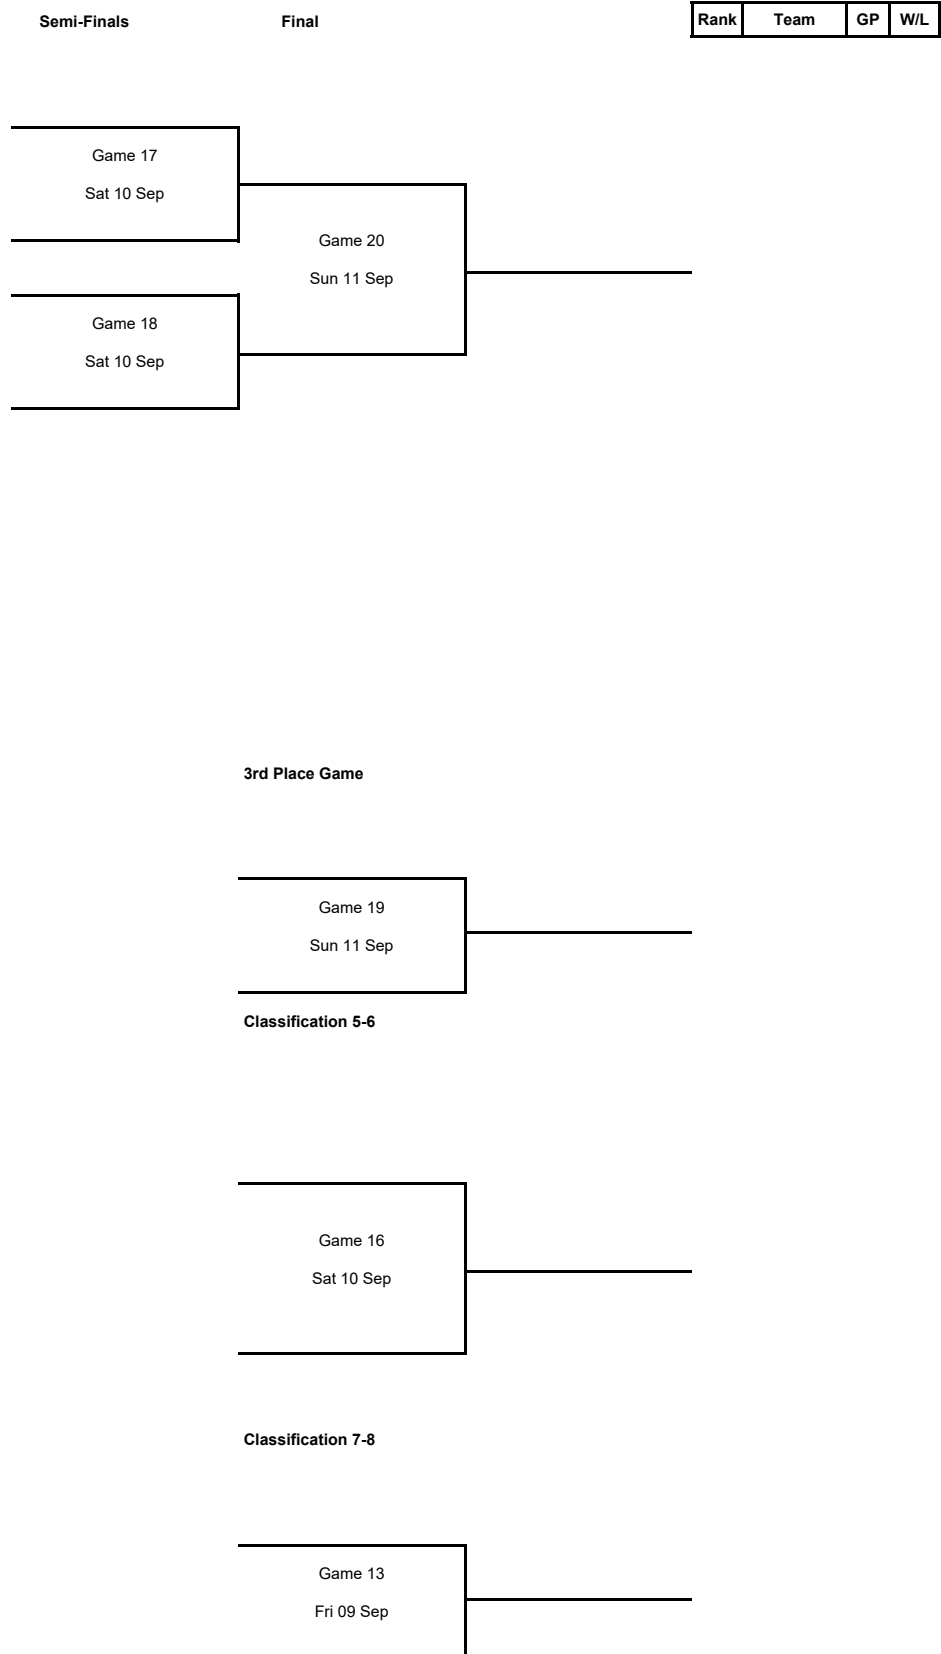 Semi-Finals Final Rank Team GP W/L
Game 17
Sat 10 Sep
Game 20
Sun 11 Sep
Game 18
Sat 10 Sep
3rd Place Game
Game 19
Sun 11 Sep
Classification 5-6
Game 16
Sat 10 Sep
Classification 7-8
Game 13
Fri 09 Sep